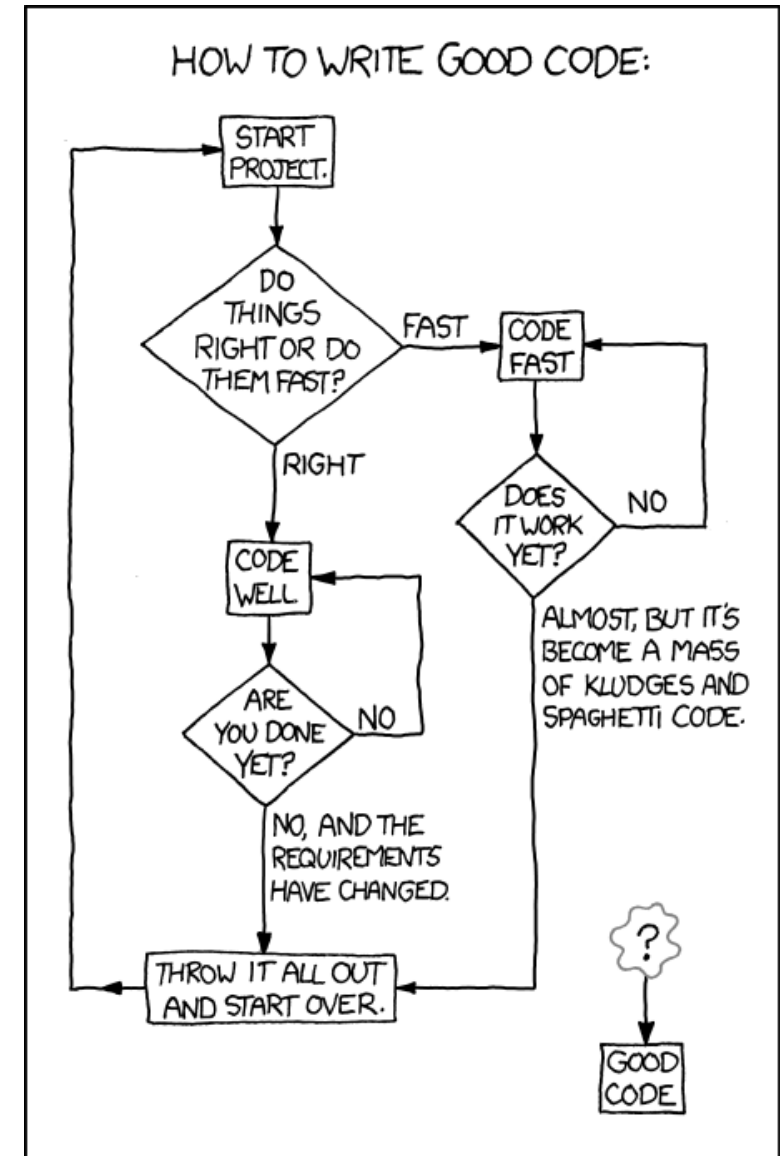 HOW TO WRITE GOOD CODE:
START
PROJECT.
DO
THINGS
RIGHT OR DO
THEM FAST?
FAST
CODE
FAST
RIGHT
DOES
IT WORK
YET?
NO
CODE
WELL
ALMOST, BUT IT'S
BECOME A MASS
OF KLUDGES AND
SPAGHETTI CODE.
ARE
YOU DONE
YET?
NO
NO, AND THE
REQUIREMENTS
HAVE CHANGED.
THROW IT ALL OUT
AND START OVER.
?
GOOD
CODE